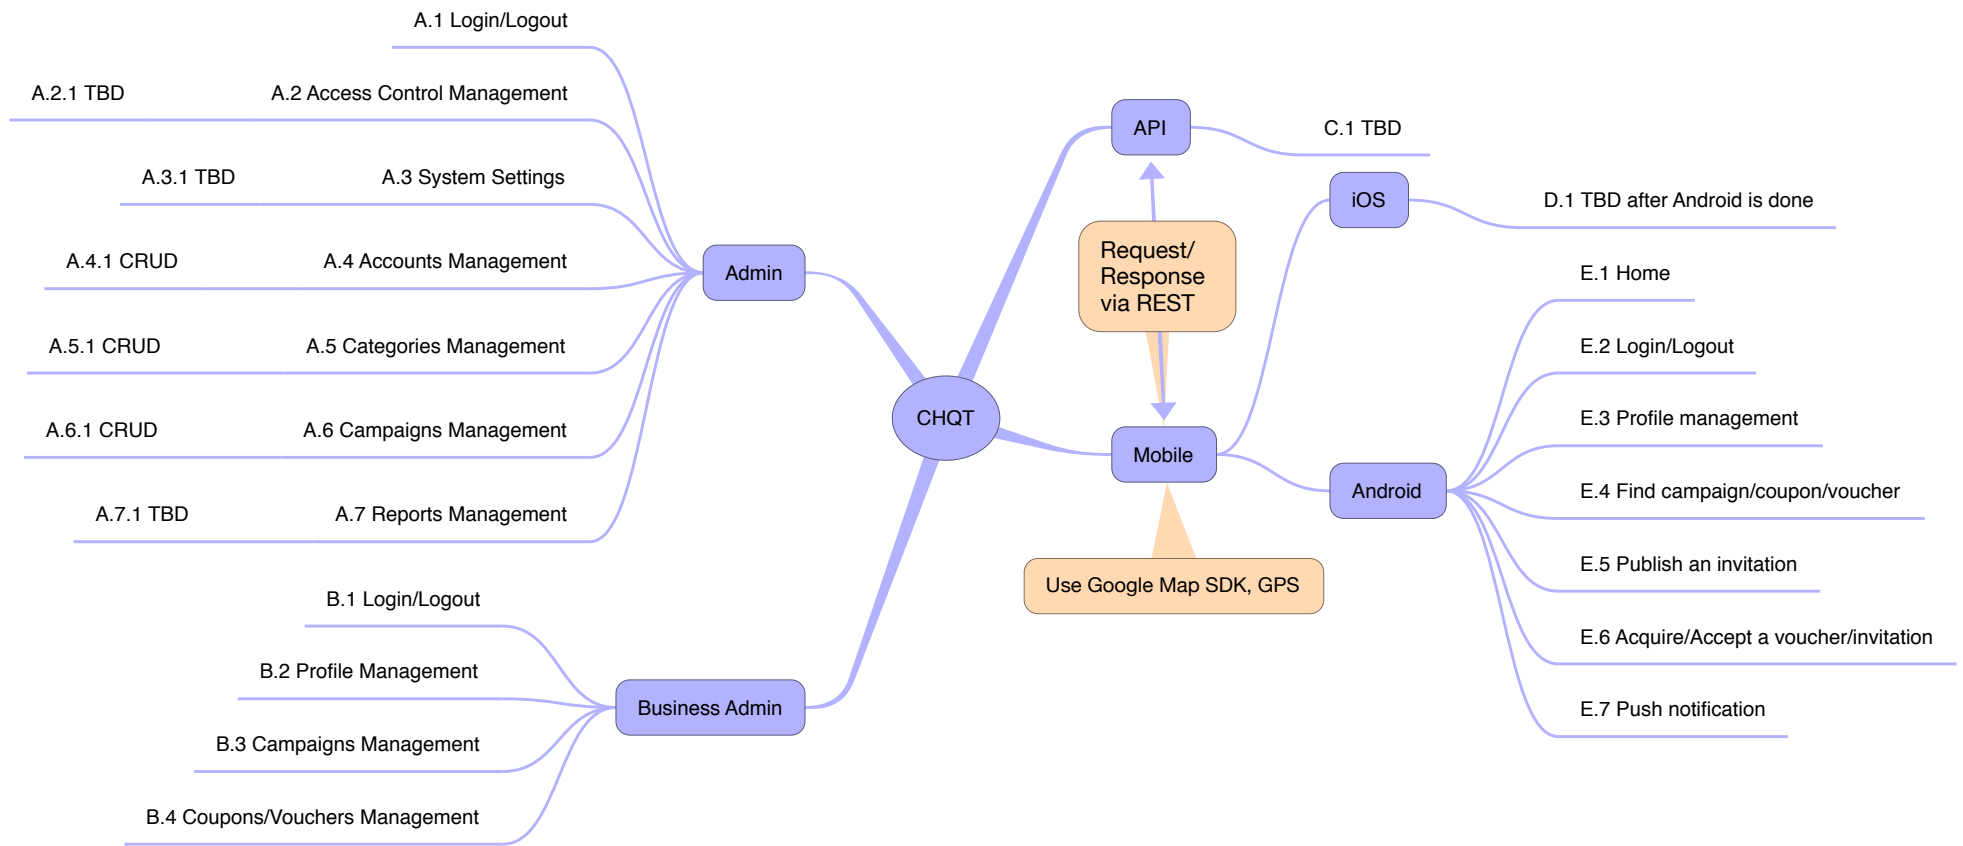 A.1 Login/Logout
A.2.1 TBD
A.2 Access Control Management
A.3.1 TBD
A.3 System Settings
A.4.1 CRUD
A.4 Accounts Management
A.5.1 CRUD
A.5 Categories Management
A.6.1 CRUD
A.6 Campaigns Management
A.7.1 TBD
A.7 Reports Management
Admin
B.1 Login/Logout
B.2 Profile Management
B.3 Campaigns Management
B.4 Coupons/Vouchers Management
Business Admin
CHQT
API
C.1 TBD
Request/
Response
via REST
Mobile
Use Google Map SDK, GPS
iOS
D.1 TBD after Android is done
Android
E.1 Home
E.2 Login/Logout
E.3 Profile management
E.4 Find campaign/coupon/voucher
E.5 Publish an invitation
E.6 Acquire/Accept a voucher/invitation
E.7 Push notification